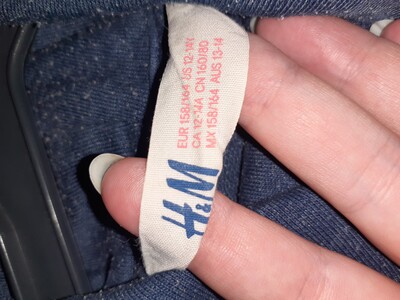 EUR 158/164 US 12-14Y
CA 12-14A CN 160/80
MX 158/164 AUS 13-14
H&M